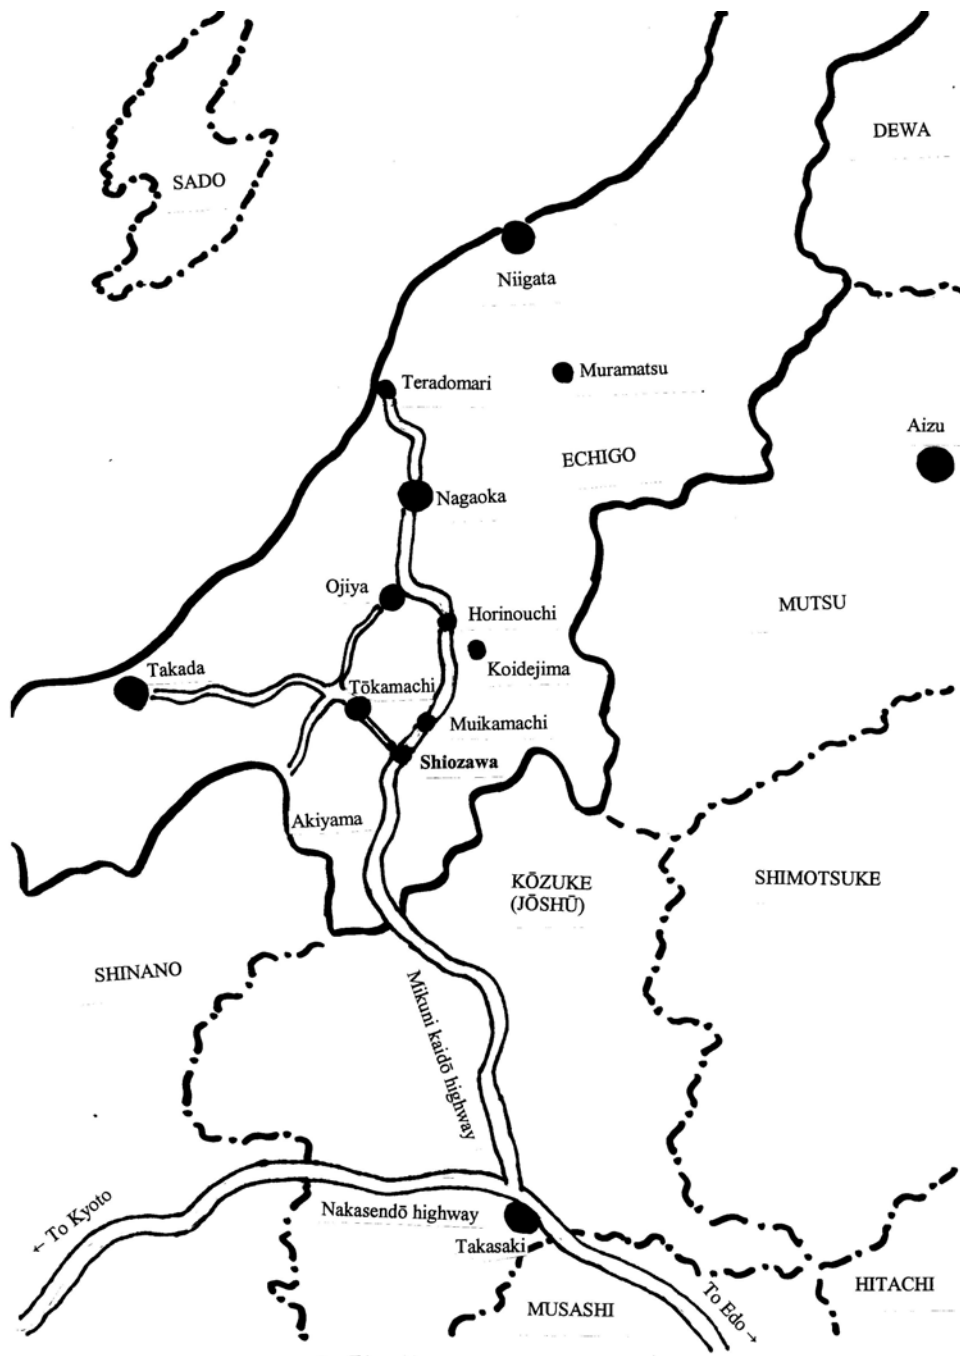 DEWA
SADO
Niigata
Muramatsu
Teradomari
Aizu
ECHIGO
Nagaoka
Ojiya
MUTSU
Horinouchi
Takada
Koidejima
Tōkamachi
Muikamachi
Shiozawa
Akiyama
KŌZUKE
(JŌSHŪ)
SHIMOTSUKE
SHINANO
Mikuni kaidō highway
← To Kyoto
Nakasendō highway
Takasaki
To Edo →
HITACHI
MUSASHI